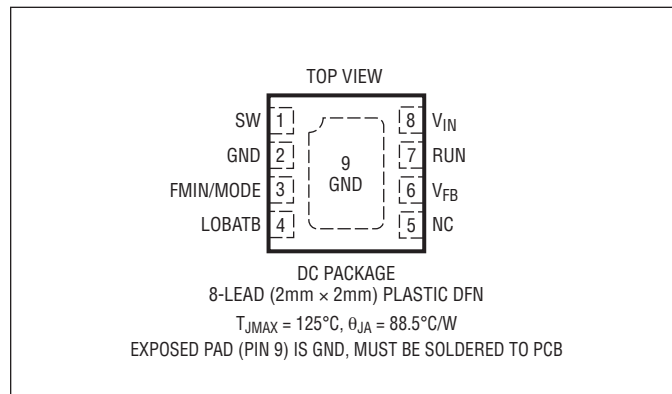 TOP VIEW
SW 1 8 VIN
GND 2 7 RUN
9
GND
FMIN/MODE 3 6 VFB
LOBATB 4 5 NC
DC PACKAGE
8-LEAD (2mm × 2mm) PLASTIC DFN
TJMAX = 125°C, θJA = 88.5°C/W
EXPOSED PAD (PIN 9) IS GND, MUST BE SOLDERED TO PCB